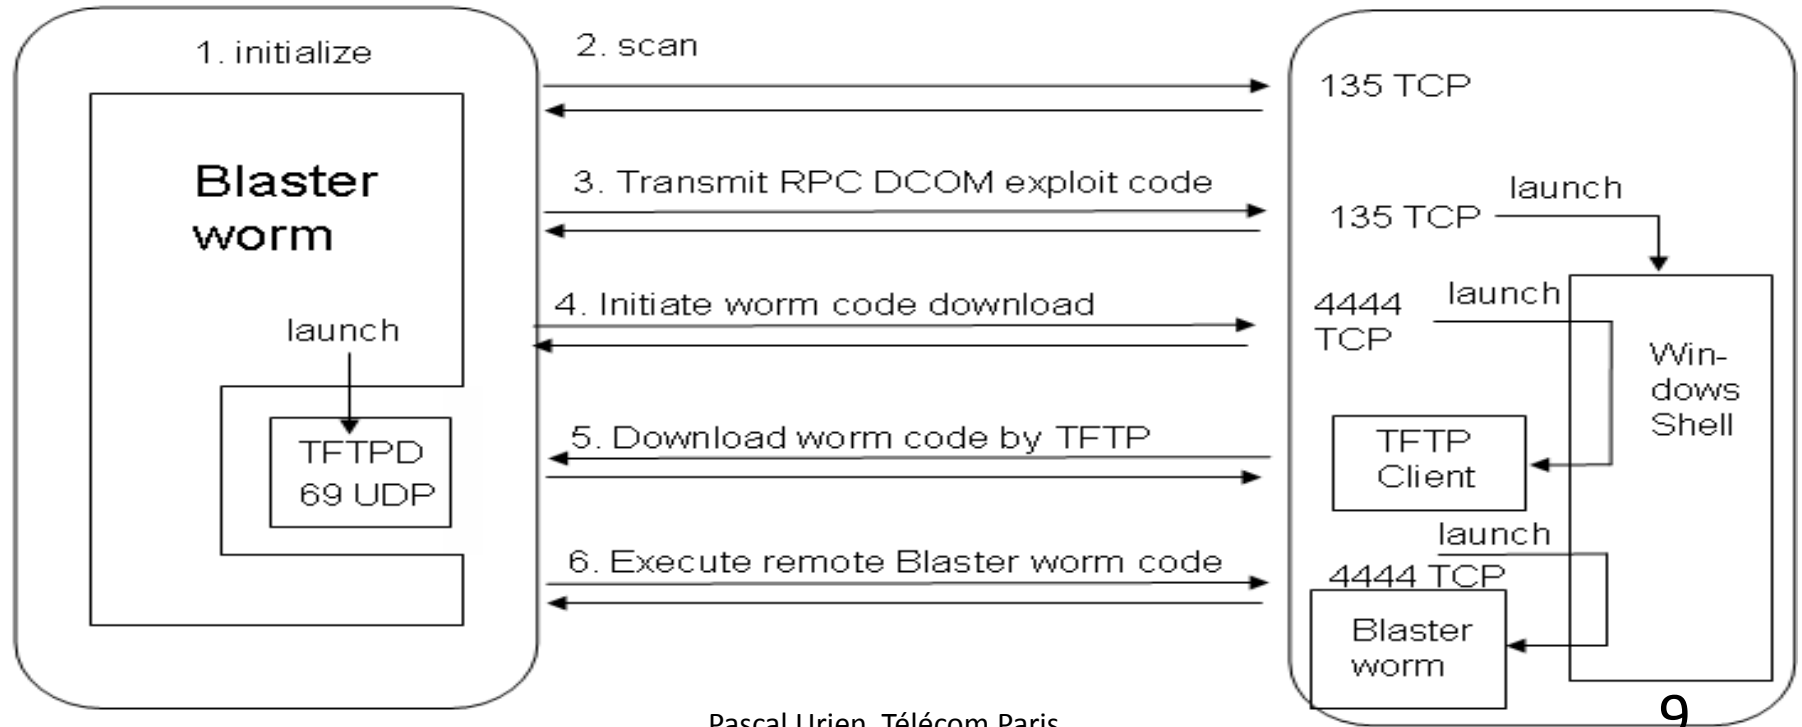 1. initialize
Blaster
worm
launch
TFTPD
69 UDP
2. scan
3. Transmit RPC DCOM exploit code
4. Initiate worm code download
5. Download worm code by TFTP
6. Execute remote Blaster worm code
135 TCP
launch
135 TCP
launch
4444
TCP
Win-
dows
Shell
TFTP
Client
launch
4444 TCP
Blaster
worm
Pascal Urien, Télécom Paris
9